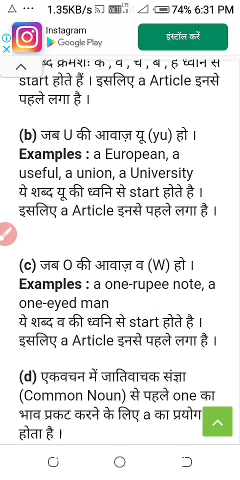 1.35KB/s 74% 6:31 PM
Instagram
Google Play
इंस्टॉल करें
start होते हैं । इसलिए a Article इनसे
पहले लगा है ।
(b) जब U की आवाज़ यू (yu) हो ।
Examples : a European, a
useful, a union, a University
ये शब्द यू की ध्वनि से start होते है ।
इसलिए a Article इनसे पहले लगा है ।
(c) जब O की आवाज़ व (W) हो ।
Examples : a one-rupee note, a
one-eyed man
ये शब्द व की ध्वनि से start होते है ।
इसलिए a Article इनसे पहले लगा है ।
(d) एकवचन में जातिवाचक संज्ञा
(Common Noun) से पहले one का
भाव प्रकट करने के लिए a का प्रयोग
होता है ।